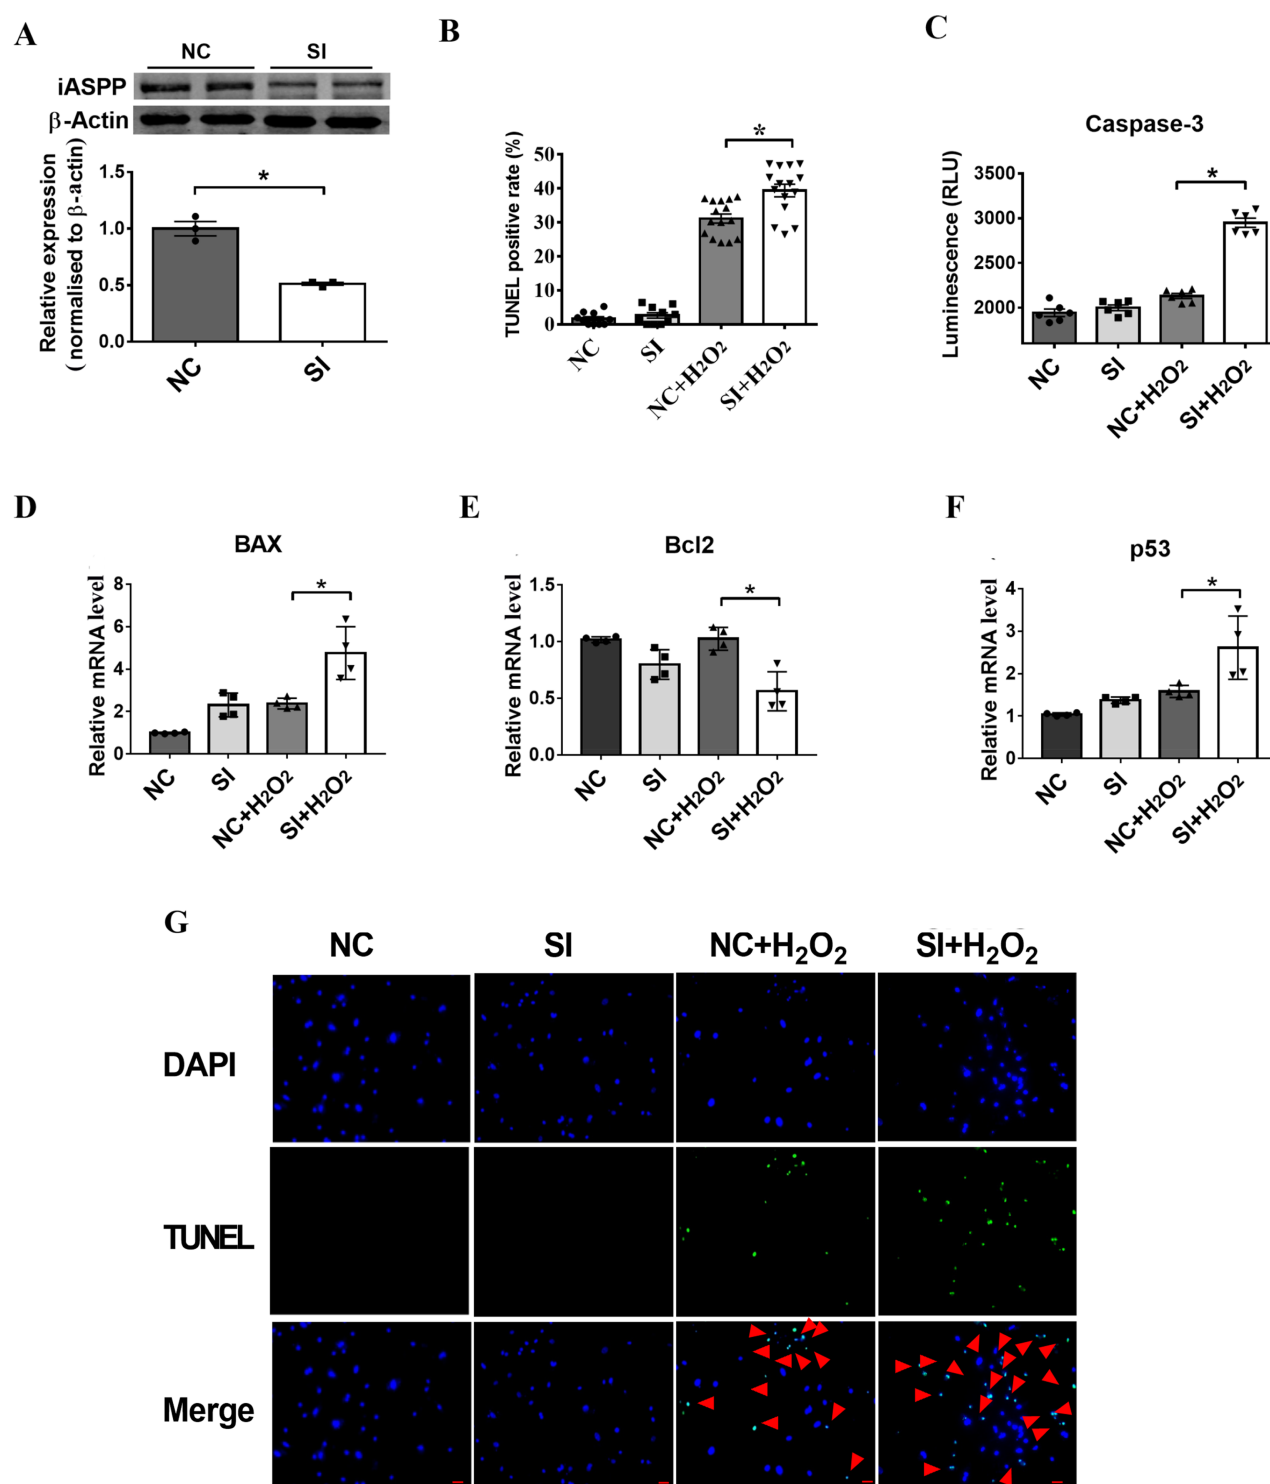 A
NC SI
iASPP
β-Actin
Relative expression
(normalised to β-actin)
1.5
1.0
0.5
0.0
*
NC
SI
B
TUNEL positive rate (%)
50
40
30
20
10
0
*
NC
SI
NC+H₂O₂
SI+H₂O₂
C
Caspase-3
Luminescence (RLU)
3500
3000
2500
2000
*
NC
SI
NC+H₂O₂
SI+H₂O₂
D
BAX
Relative mRNA level
8
6
4
2
0
*
NC
SI
NC+H₂O₂
SI+H₂O₂
E
Bcl2
Relative mRNA level
1.5
1.0
0.5
0.0
*
NC
SI
NC+H₂O₂
SI+H₂O₂
F
p53
Relative mRNA level
4
3
2
1
0
*
NC
SI
NC+H₂O₂
SI+H₂O₂
G
NC SI NC+H₂O₂ SI+H₂O₂
DAPI
TUNEL
Merge